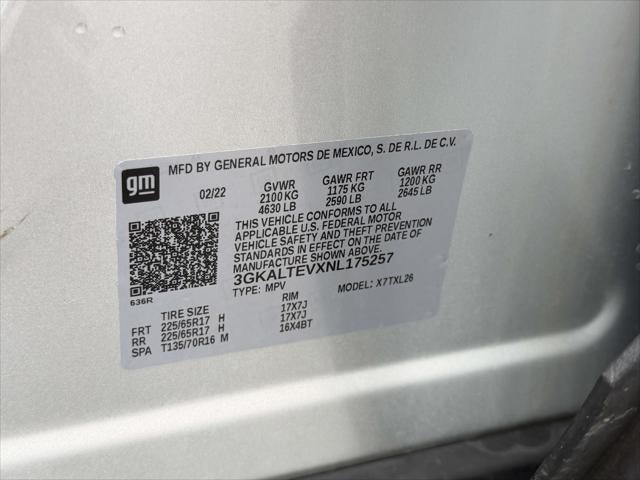 gm
MFD BY GENERAL MOTORS DE MEXICO, S. DE R.L. DE C.V.
02/22 GVWR GAWR FRT GAWR RR
2100 KG 1175 KG 1200 KG
4630 LB 2590 LB 2645 LB
THIS VEHICLE CONFORMS TO ALL
APPLICABLE U.S. FEDERAL MOTOR
VEHICLE SAFETY AND THEFT PREVENTION
STANDARDS IN EFFECT ON THE DATE OF
MANUFACTURE SHOWN ABOVE.
3GKALTEVXNL175257
TYPE: MPV MODEL: X7TXL26
636R
TIRE SIZE RIM
FRT 225/65R17 H 17X7J
RR 225/65R17 H 17X7J
SPA T135/70R16 M 16X4BT